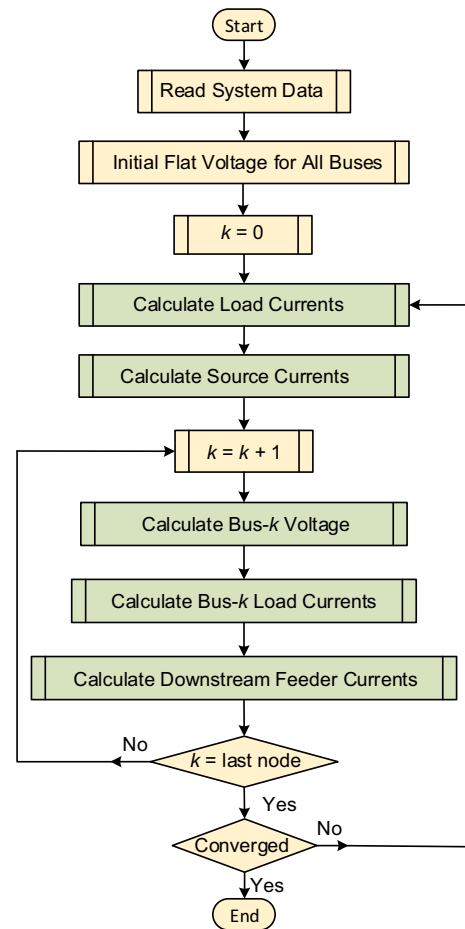 Start
Read System Data
Initial Flat Voltage for All Buses
k = 0
Calculate Load Currents
Calculate Source Currents
k = k + 1
Calculate Bus-k Voltage
Calculate Bus-k Load Currents
Calculate Downstream Feeder Currents
No
k = last node
Yes
Converged
No
Yes
End